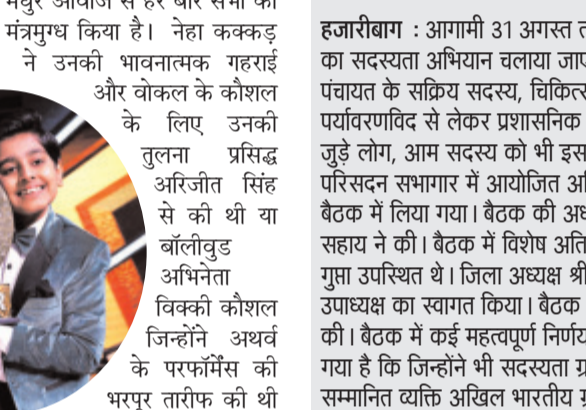 मधुर आवाज से हर बार सभी को
मंत्रमुग्ध किया है। नेहा कक्कड़
ने उनकी भावनात्मक गहराई
और वोकल के कौशल
के लिए उनकी
तुलना प्रसिद्ध
अरिजीत सिंह
से की थी या
बॉलीवुड
अभिनेता
विक्की कौशल
जिन्होंने अथर्व
के परफॉर्मेंस की
भरपूर तारीफ की थी
हजारीबाग : आगामी 31 अगस्त
का सदस्यता अभियान चलाया
पंचायत के सक्रिय सदस्य,
पर्यावरणविद से लेकर प्रशासनिक
जुड़े लोग, आम सदस्य को भी इस
परिसदन सभागार में आयोजित
बैठक में लिया गया। बैठक की
सहाय ने की। बैठक में विशेष
गुप्ता उपस्थित थे। जिला अध्यक्ष श्री
उपाध्यक्ष का स्वागत किया। बैठक
की। बैठक में कई महत्वपूर्ण निर्णय
गया है कि जिन्होंने भी सदस्यता
सम्मानित व्यक्ति अखिल भारतीय